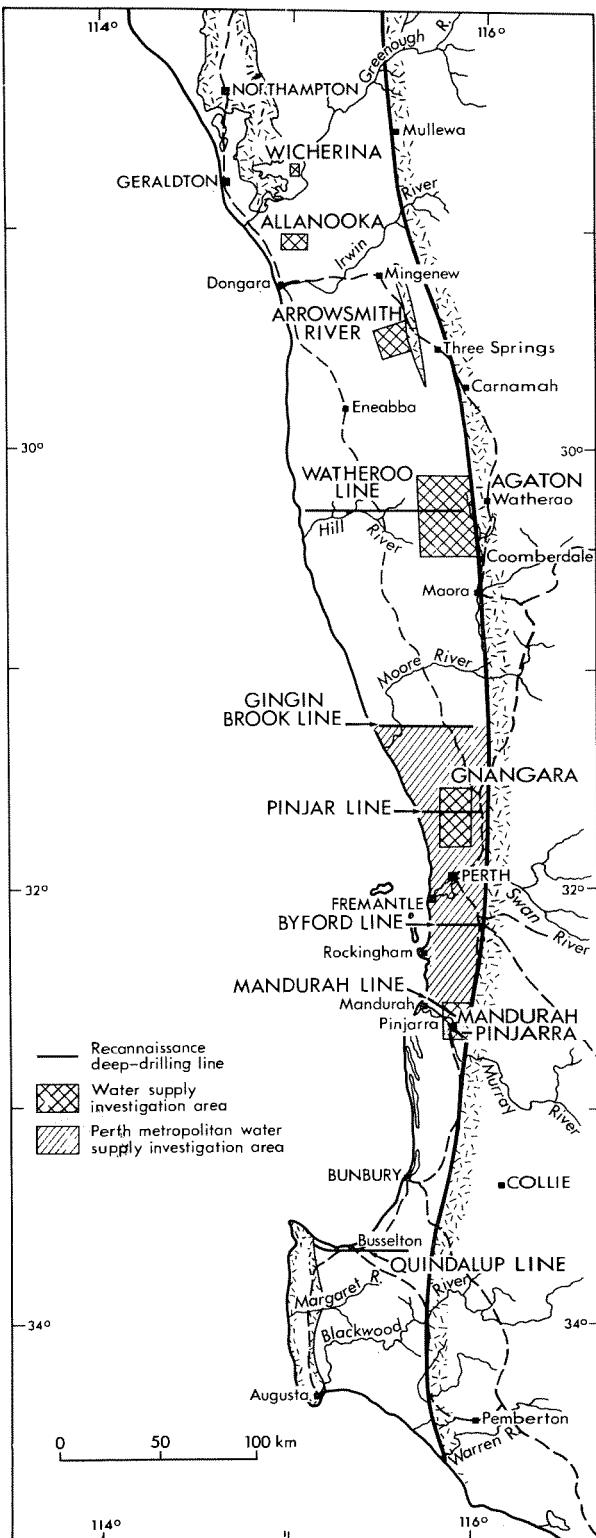 114°
116°
Greenough R.
NORTHAMPTON
Mullewa
WICHERINA
GERALDTON
River
ALLANOOKA
Irwin
Dongara
Mingenew
ARROWSMITH
RIVER
Three Springs
Carnamah
Eneabba
30°
30°
WATHEROO
LINE
AGATON
Watherao
Hill
River
Coomberdale
Maora
Moore River
GINGIN
BROOK LINE
GNANGARA
PINJAR LINE
PERTH
32°
32°
FREMANTLE
Swan
River
BYFORD LINE
Rockingham
MANDURAH LINE
Mandurah
MANDURAH
Pinjarra
PINJARRA
Recannaissance
deep-drilling line
Murray
River
Water supply
investigation area
Perth metropolitan water
supply investigation area
BUNBURY
COLLIE
Busselton
QUINDALUP LINE
Margaret R.
River
Blackwood
34°
34°
Augusta
Pemberton
0 50 100 km
Warren R.
114°
116°